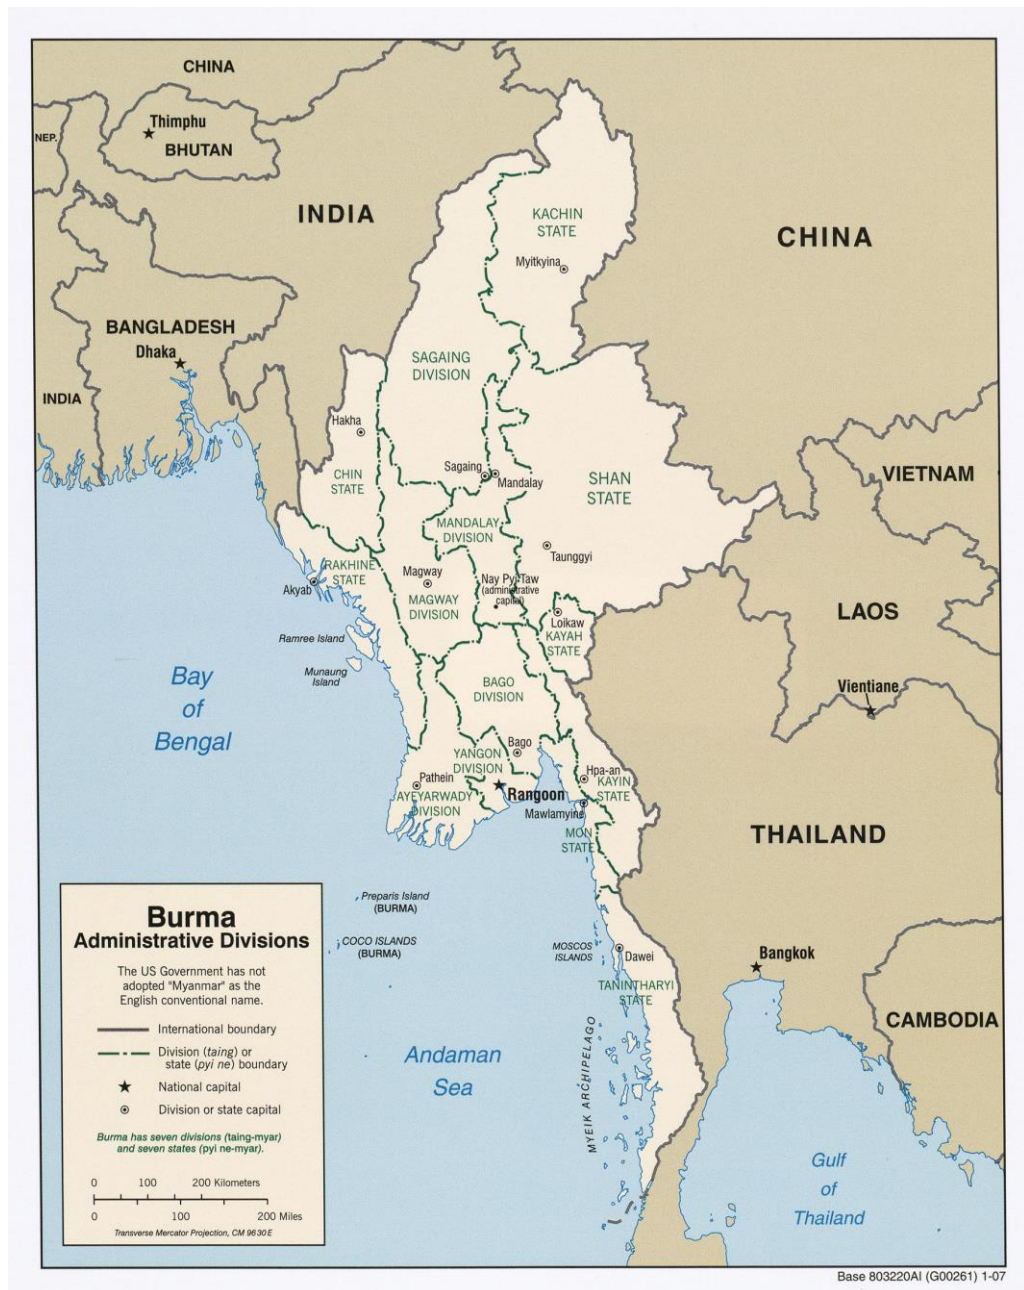 CHINA
Thimphu
NEP.
BHUTAN
INDIA
KACHIN
STATE
CHINA
Myitkyina
BANGLADESH
Dhaka
SAGAING
DIVISION
INDIA
Hakha
CHIN
STATE
Sagaing
Mandalay
SHAN
STATE
VIETNAM
MANDALAY
DIVISION
Taunggyi
RAKHINE
STATE
Akyab
Magway
MAGWAY
DIVISION
Nay Pyi Taw
(administrative
capital)
Loikaw
KAYAH
STATE
LAOS
Ramree Island
Munaung
Island
Bay
of
Bengal
BAGO
DIVISION
Vientiane
YANGON
DIVISION
Bago
Pathein
AYEYARWADY
DIVISION
Rangoon
Hpa-an
KAYIN
STATE
Mawlamyine
MON
STATE
THAILAND
Preparis Island
(BURMA)
COCO ISLANDS
(BURMA)
MOSCOS
ISLANDS
Dawei
Bangkok
TANINTHARYI
STATE
CAMBODIA
Andaman
Sea
MYEIK ARCHIPELAGO
Gulf
of
Thailand
Burma
Administrative Divisions
The US Government has not
adopted "Myanmar" as the
English conventional name.
International boundary
Division (taing) or
state (pyi ne) boundary
National capital
Division or state capital
Burma has seven divisions (taing-myar)
and seven states (pyi ne-myar).
0 100 200 Kilometers
0 100 200 Miles
Transverse Mercator Projection, CM 96 30 E
Base 803220AI (G00261) 1-07